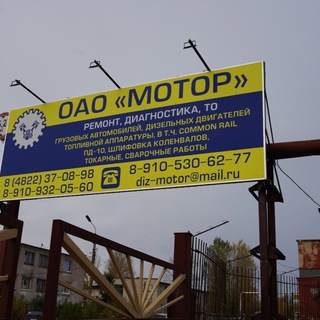 ОАО «МОТОР»
РЕМОНТ, ДИАГНОСТИКА, ТО
ГРУЗОВЫХ АВТОМОБИЛЕЙ, ДИЗЕЛЬНЫХ ДВИГАТЕЛЕЙ
ТОПЛИВНОЙ АППАРАТУРЫ, В Т.Ч. COMMON RAIL
ПД-10, ШЛИФОВКА КОЛЕНВАЛОВ,
ТОКАРНЫЕ, СВАРОЧНЫЕ РАБОТЫ
8 (4822) 37-08-98
8-910-932-05-60
8-910-530-62-77
diz-motor@mail.ru